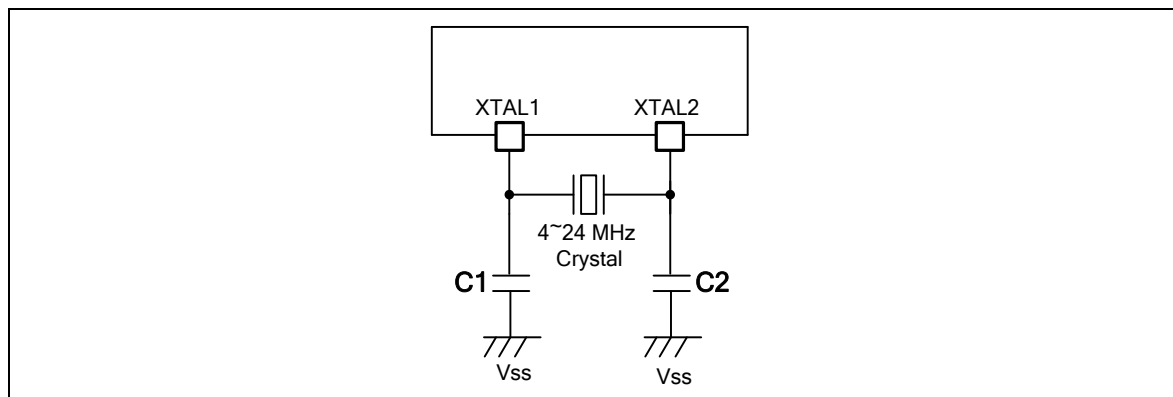 XTAL1
XTAL2
4~24 MHz
Crystal
C1
C2
Vss
Vss